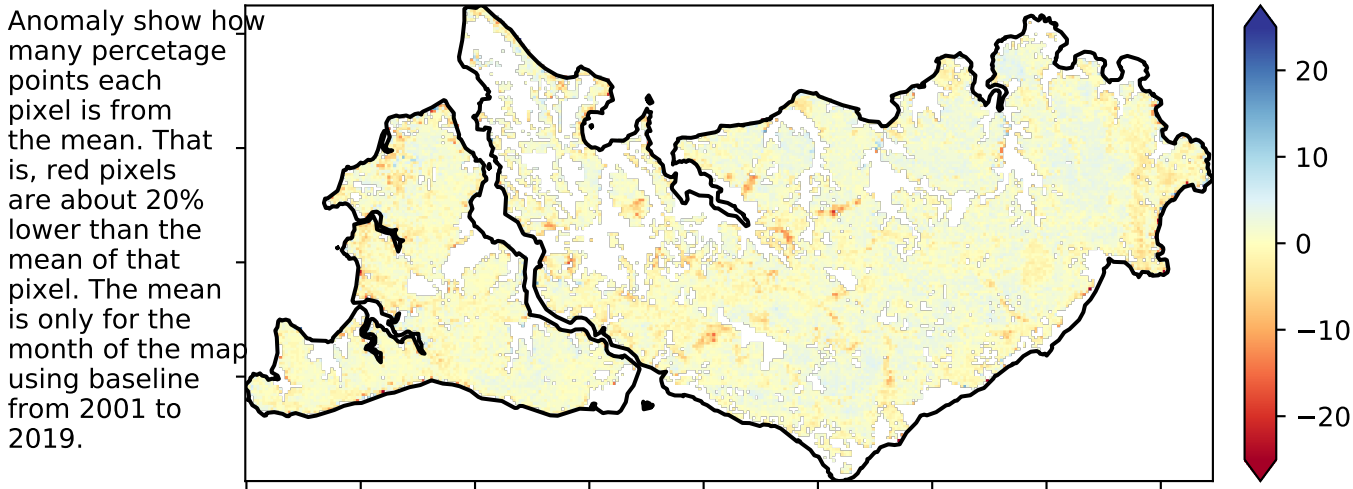 Anomaly show how
many percetage
points each
pixel is from
the mean. That
is, red pixels
are about 20%
lower than the
mean of that
pixel. The mean
is only for the
month of the map
using baseline
from 2001 to
2019.
20
10
0
−10
−20